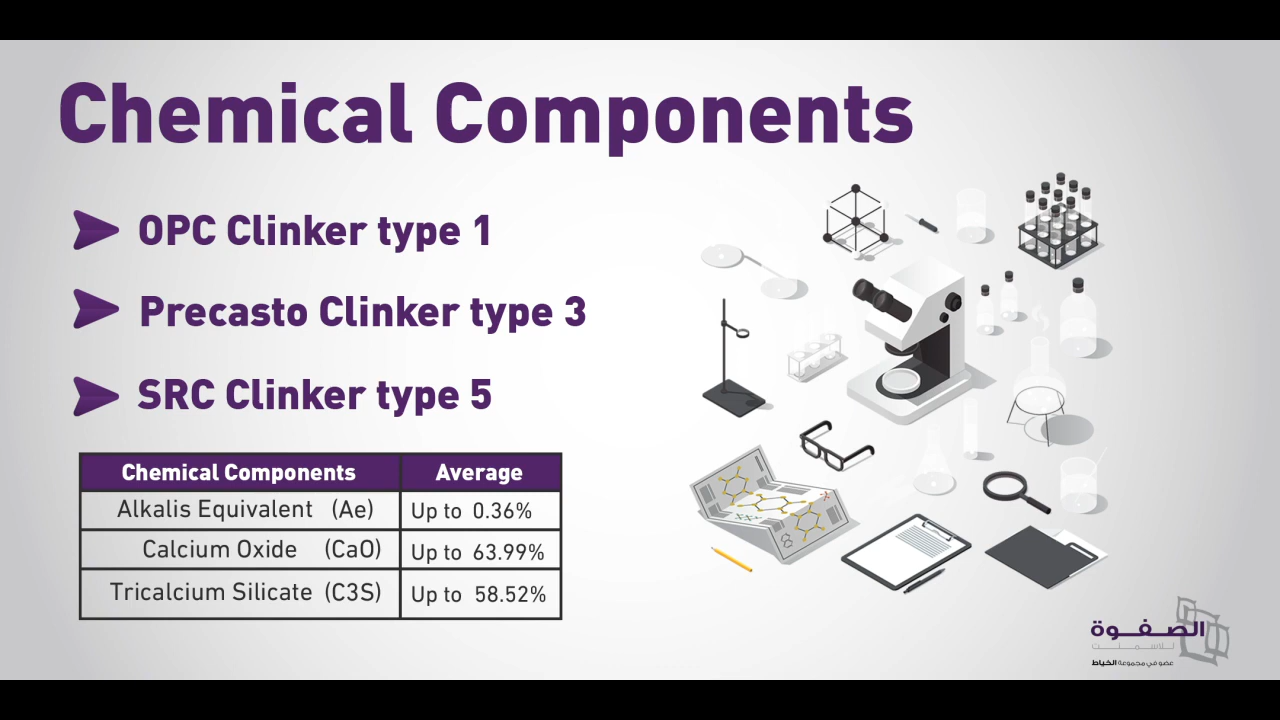 Chemical Components
OPC Clinker type 1
Precasto Clinker type 3
SRC Clinker type 5
Chemical Components Average
Alkalis Equivalent (Ae) Up to 0.36%
Calcium Oxide (CaO) Up to 63.99%
Tricalcium Silicate (C3S) Up to 58.52%
الصفوة
للأسمنت
عضو في مجموعة الخياط